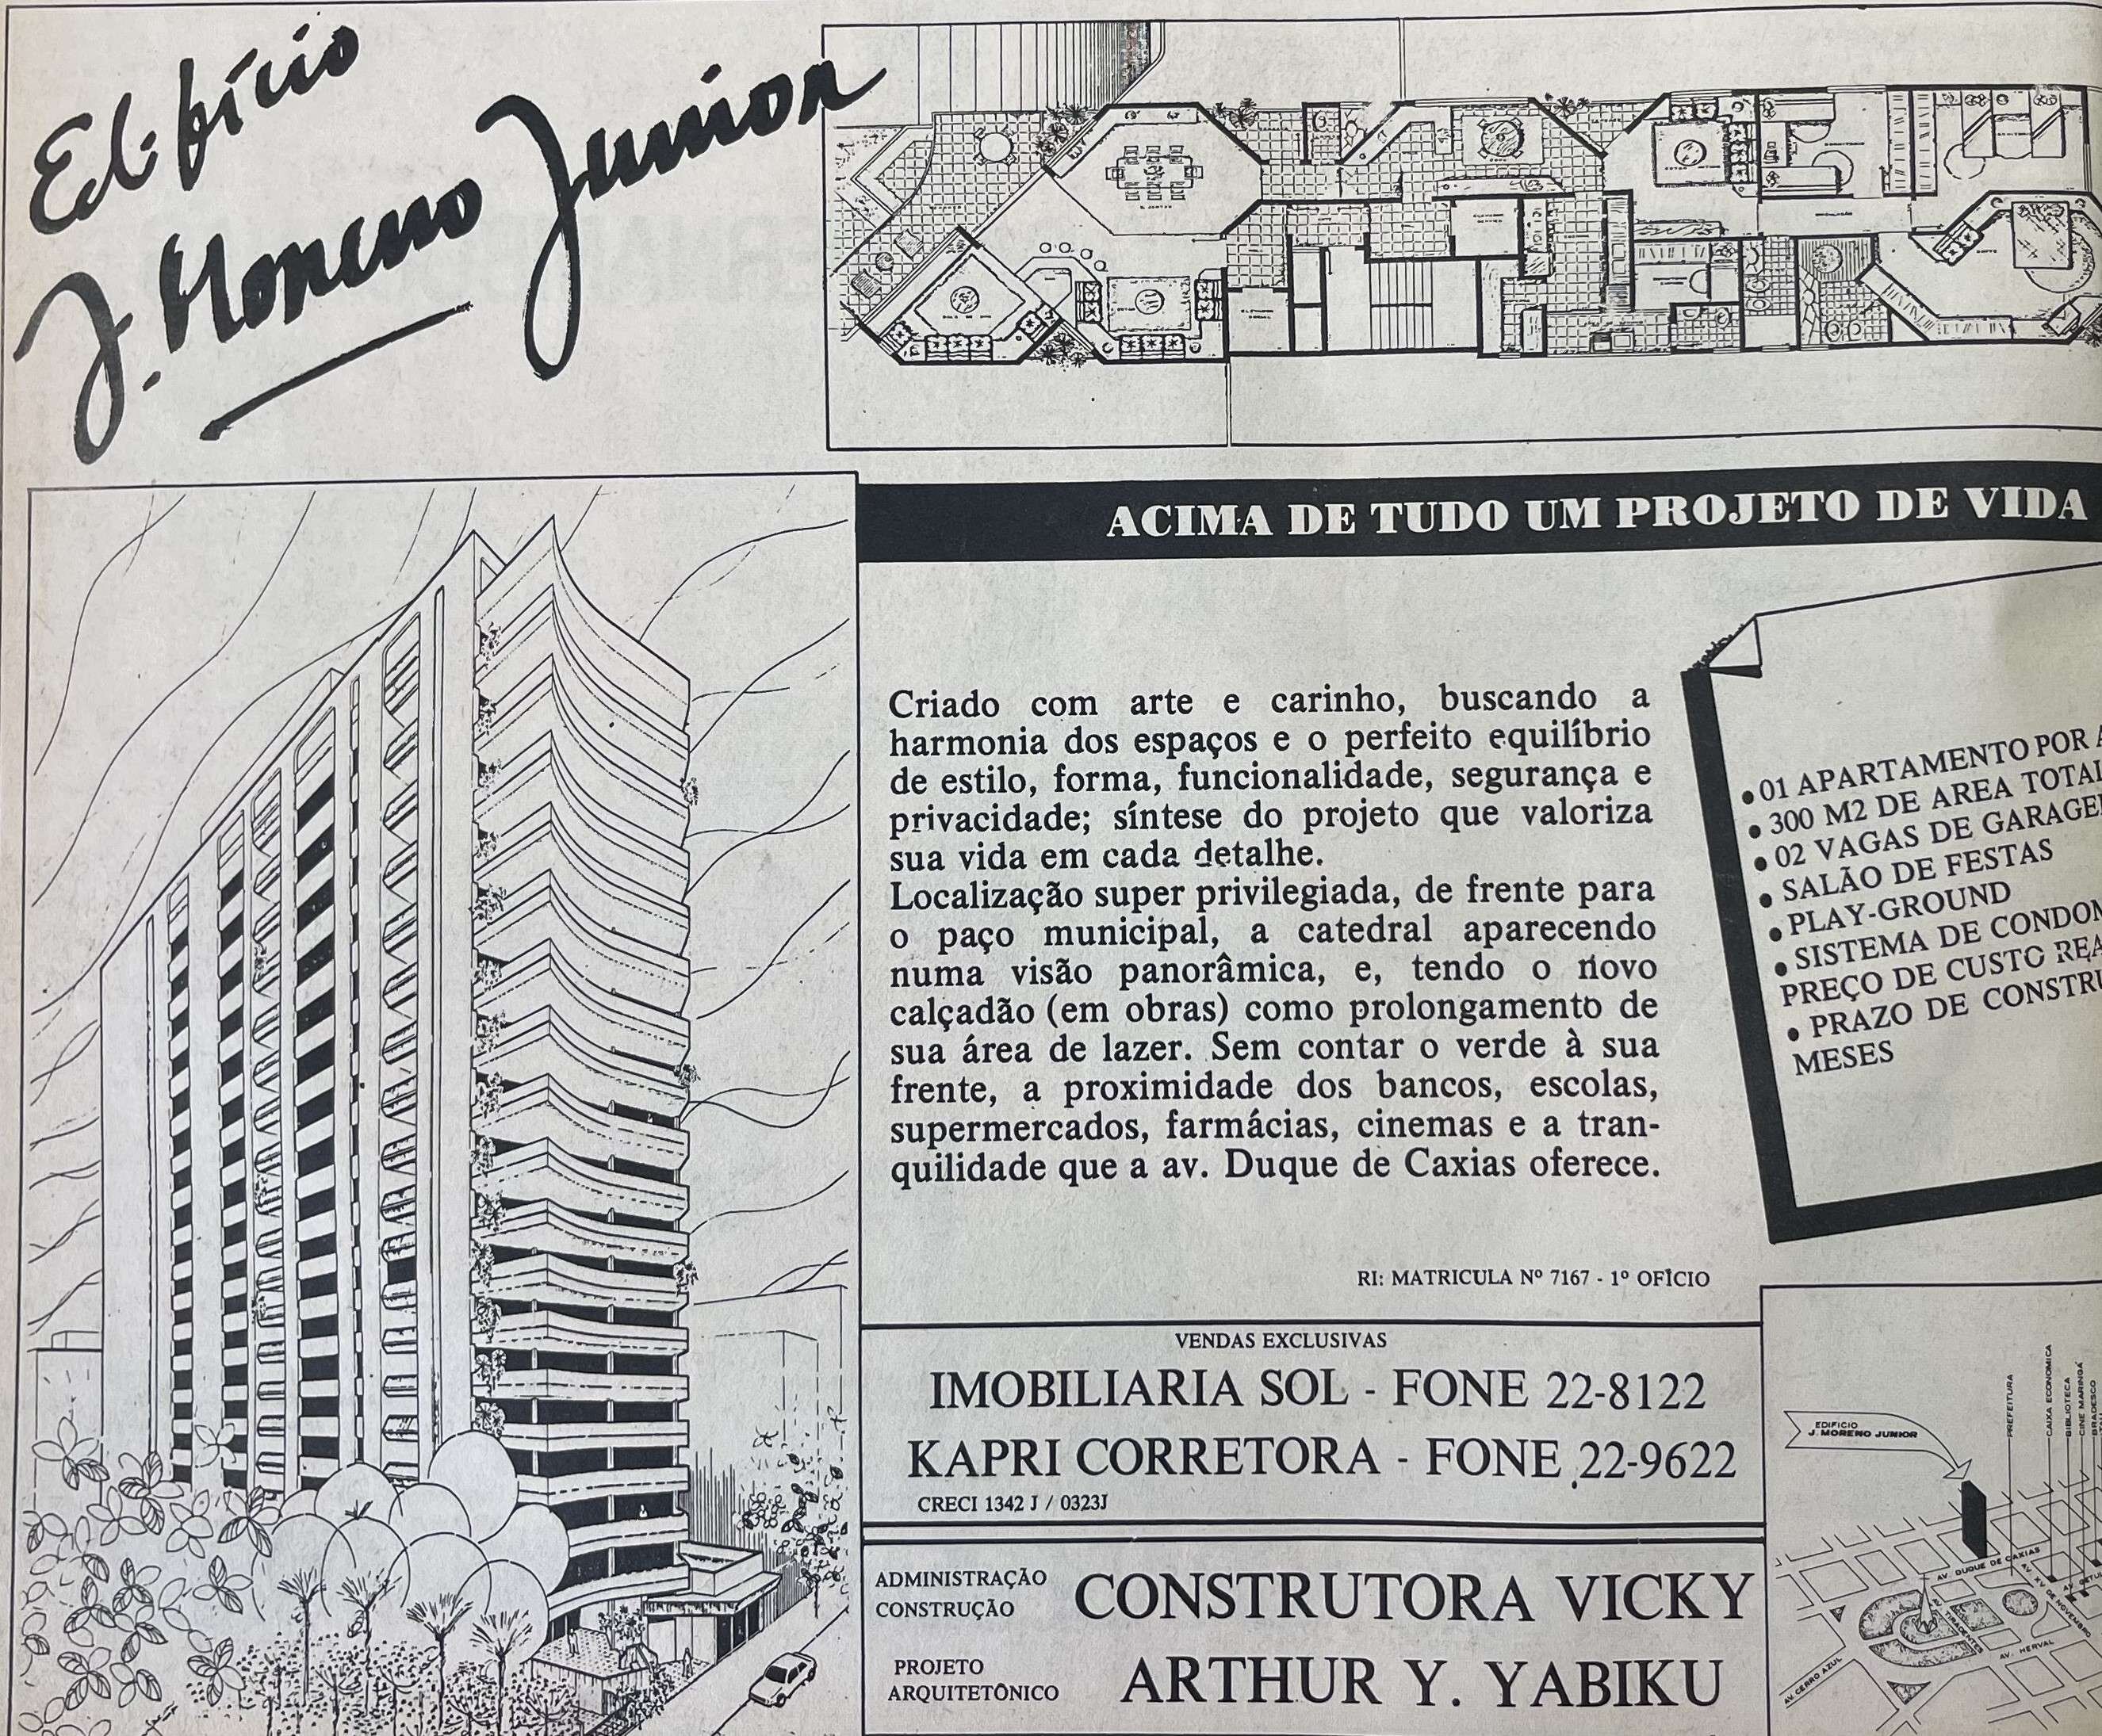 Edifício
J. Moreno Junior
ACIMA DE TUDO UM PROJETO DE VIDA
Criado com arte e carinho, buscando a
harmonia dos espaços e o perfeito equilíbrio
de estilo, forma, funcionalidade, segurança e
privacidade; síntese do projeto que valoriza
sua vida em cada detalhe.
Localização super privilegiada, de frente para
o paço municipal, a catedral aparecendo
numa visão panorâmica, e, tendo o novo
calçadão (em obras) como prolongamento de
sua área de lazer. Sem contar o verde à sua
frente, a proximidade dos bancos, escolas,
supermercados, farmácias, cinemas e a tran-
quilidade que a av. Duque de Caxias oferece.
• 01 APARTAMENTO POR A
• 300 M2 DE AREA TOTAL
• 02 VAGAS DE GARAGE
• SALÃO DE FESTAS
• PLAY-GROUND
• SISTEMA DE CONDOM
PREÇO DE CUSTO REA
• PRAZO DE CONSTRU
MESES
RI: MATRICULA Nº 7167 - 1º OFÍCIO
VENDAS EXCLUSIVAS
IMOBILIARIA SOL - FONE 22-8122
KAPRI CORRETORA - FONE 22-9622
CRECI 1342 J / 0323J
ADMINISTRAÇÃO
CONSTRUÇÃO
CONSTRUTORA VICKY
PROJETO
ARQUITETÔNICO
ARTHUR Y. YABIKU
EDIFICIO
J. MORENO JUNIOR
PREFEITURA
CAIXA ECONOMICA
BIBLIOTECA
CINE MARINGÁ
BRADESCO
AV. DUQUE DE CAXIAS
AV. XV DE NOVEMBRO
AV. TIRADENTES
AV. HERVAL
AV. CERRO AZUL